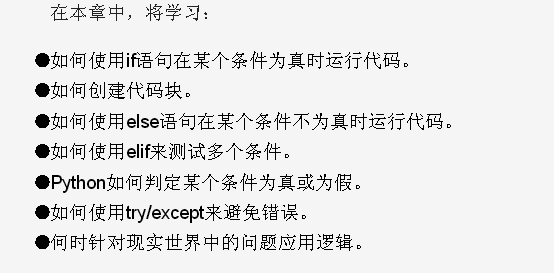 在本章中，将学习：
●如何使用if语句在某个条件为真时运行代码。
●如何创建代码块。
●如何使用else语句在某个条件不为真时运行代码。
●如何使用elif来测试多个条件。
●Python如何判定某个条件为真或为假。
●如何使用try/except来避免错误。
●何时针对现实世界中的问题应用逻辑。